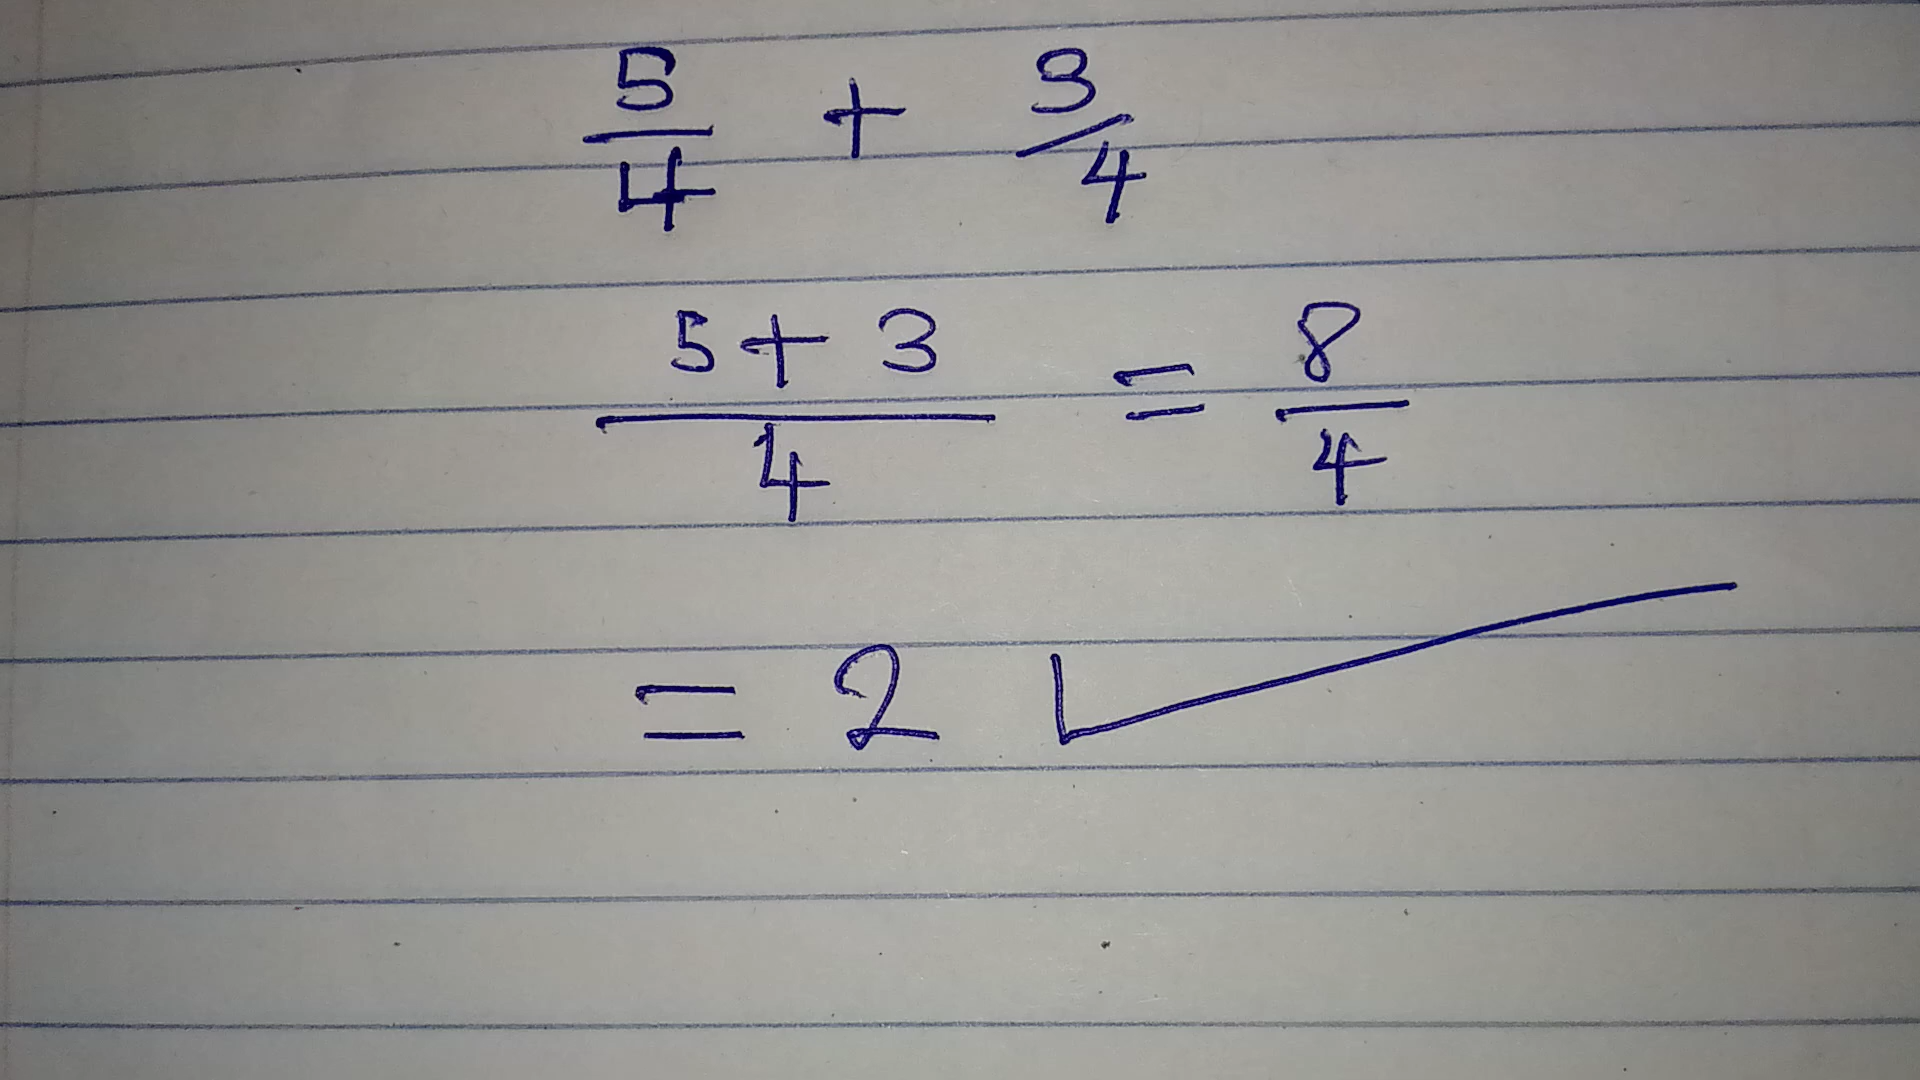 5/4 + 3/4
5+3/4 = 8/4
= 2 ✓